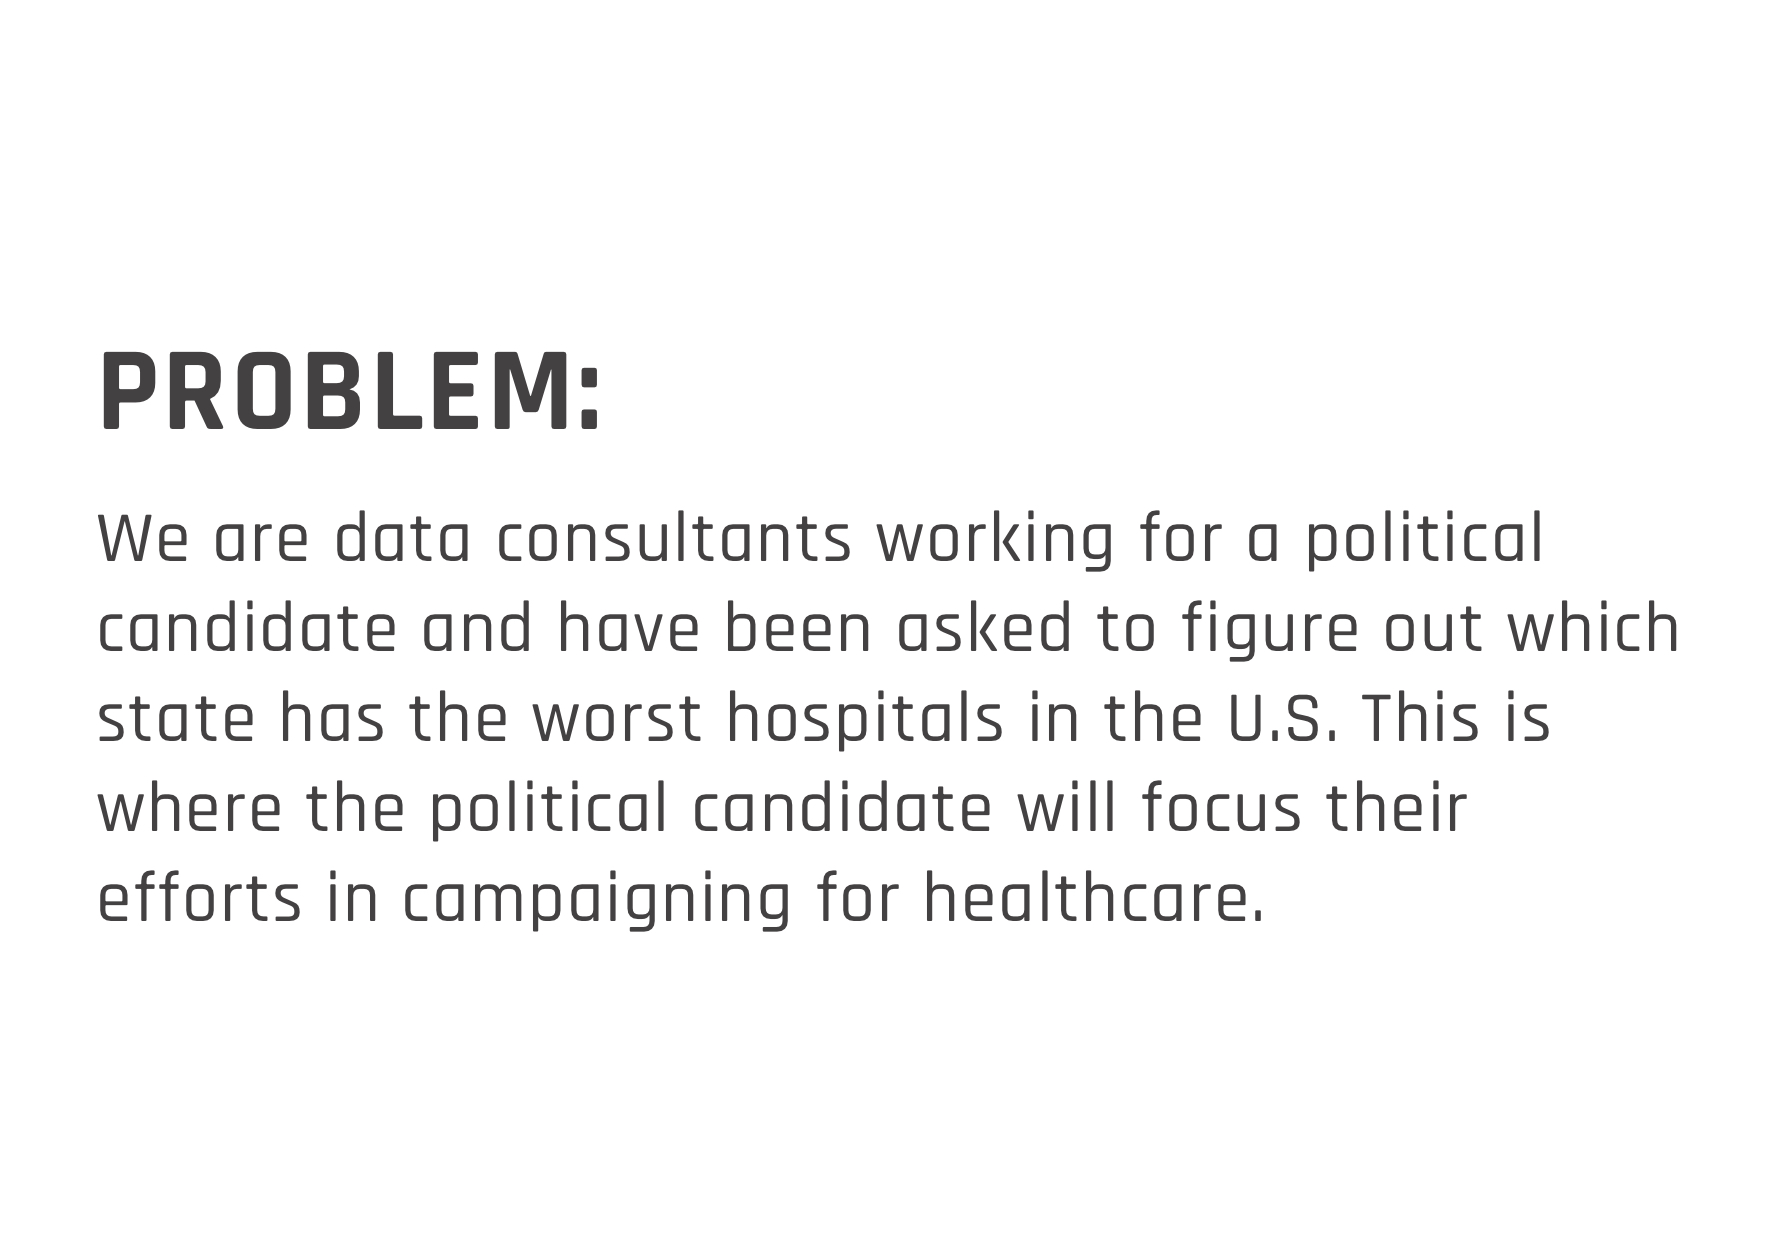 PROBLEM:
We are data consultants working for a political
candidate and have been asked to figure out which
state has the worst hospitals in the U.S. This is
where the political candidate will focus their
efforts in campaigning for healthcare.